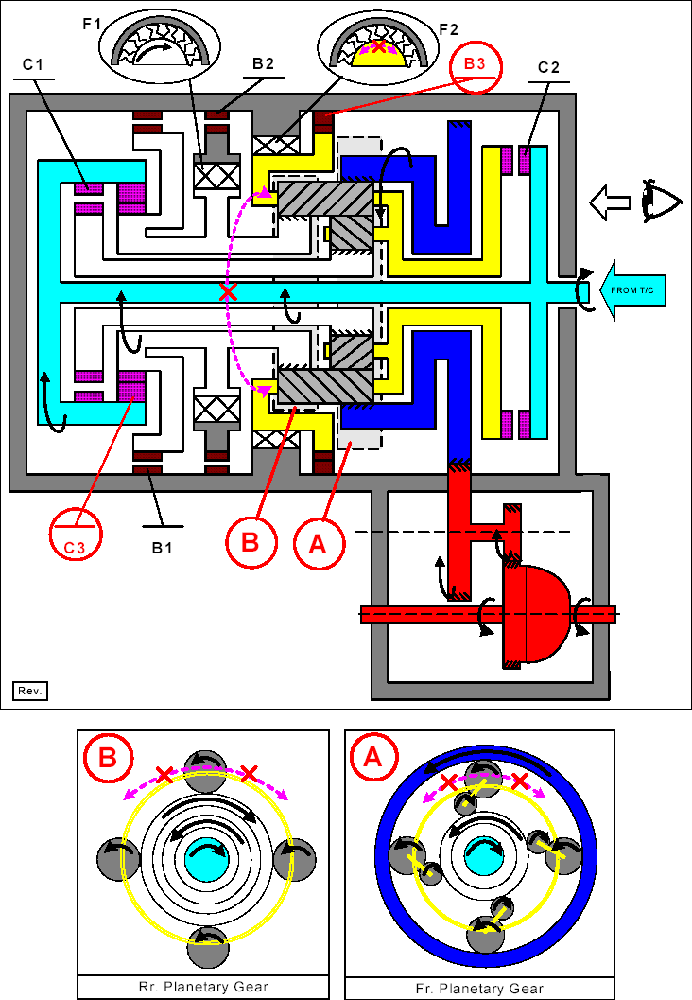 F1
F2
C1
B2
B3
C2
FROM T/C
B
A
C3
B1
Rev.
B
A
Rr. Planetary Gear
Fr. Planetary Gear